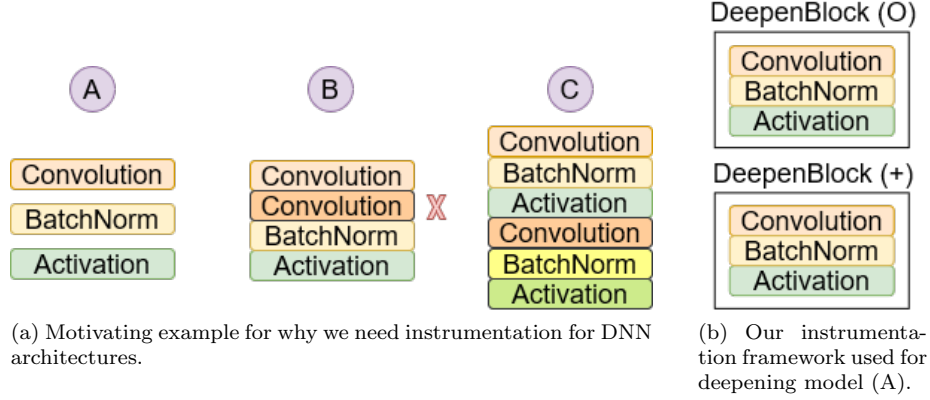 A
Convolution
BatchNorm
Activation
B
Convolution
Convolution
BatchNorm
Activation
X
C
Convolution
BatchNorm
Activation
Convolution
BatchNorm
Activation
(a) Motivating example for why we need instrumentation for DNN
architectures.
DeepenBlock (O)
Convolution
BatchNorm
Activation
DeepenBlock (+)
Convolution
BatchNorm
Activation
(b) Our instrumenta-
tion framework used for
deepening model (A).